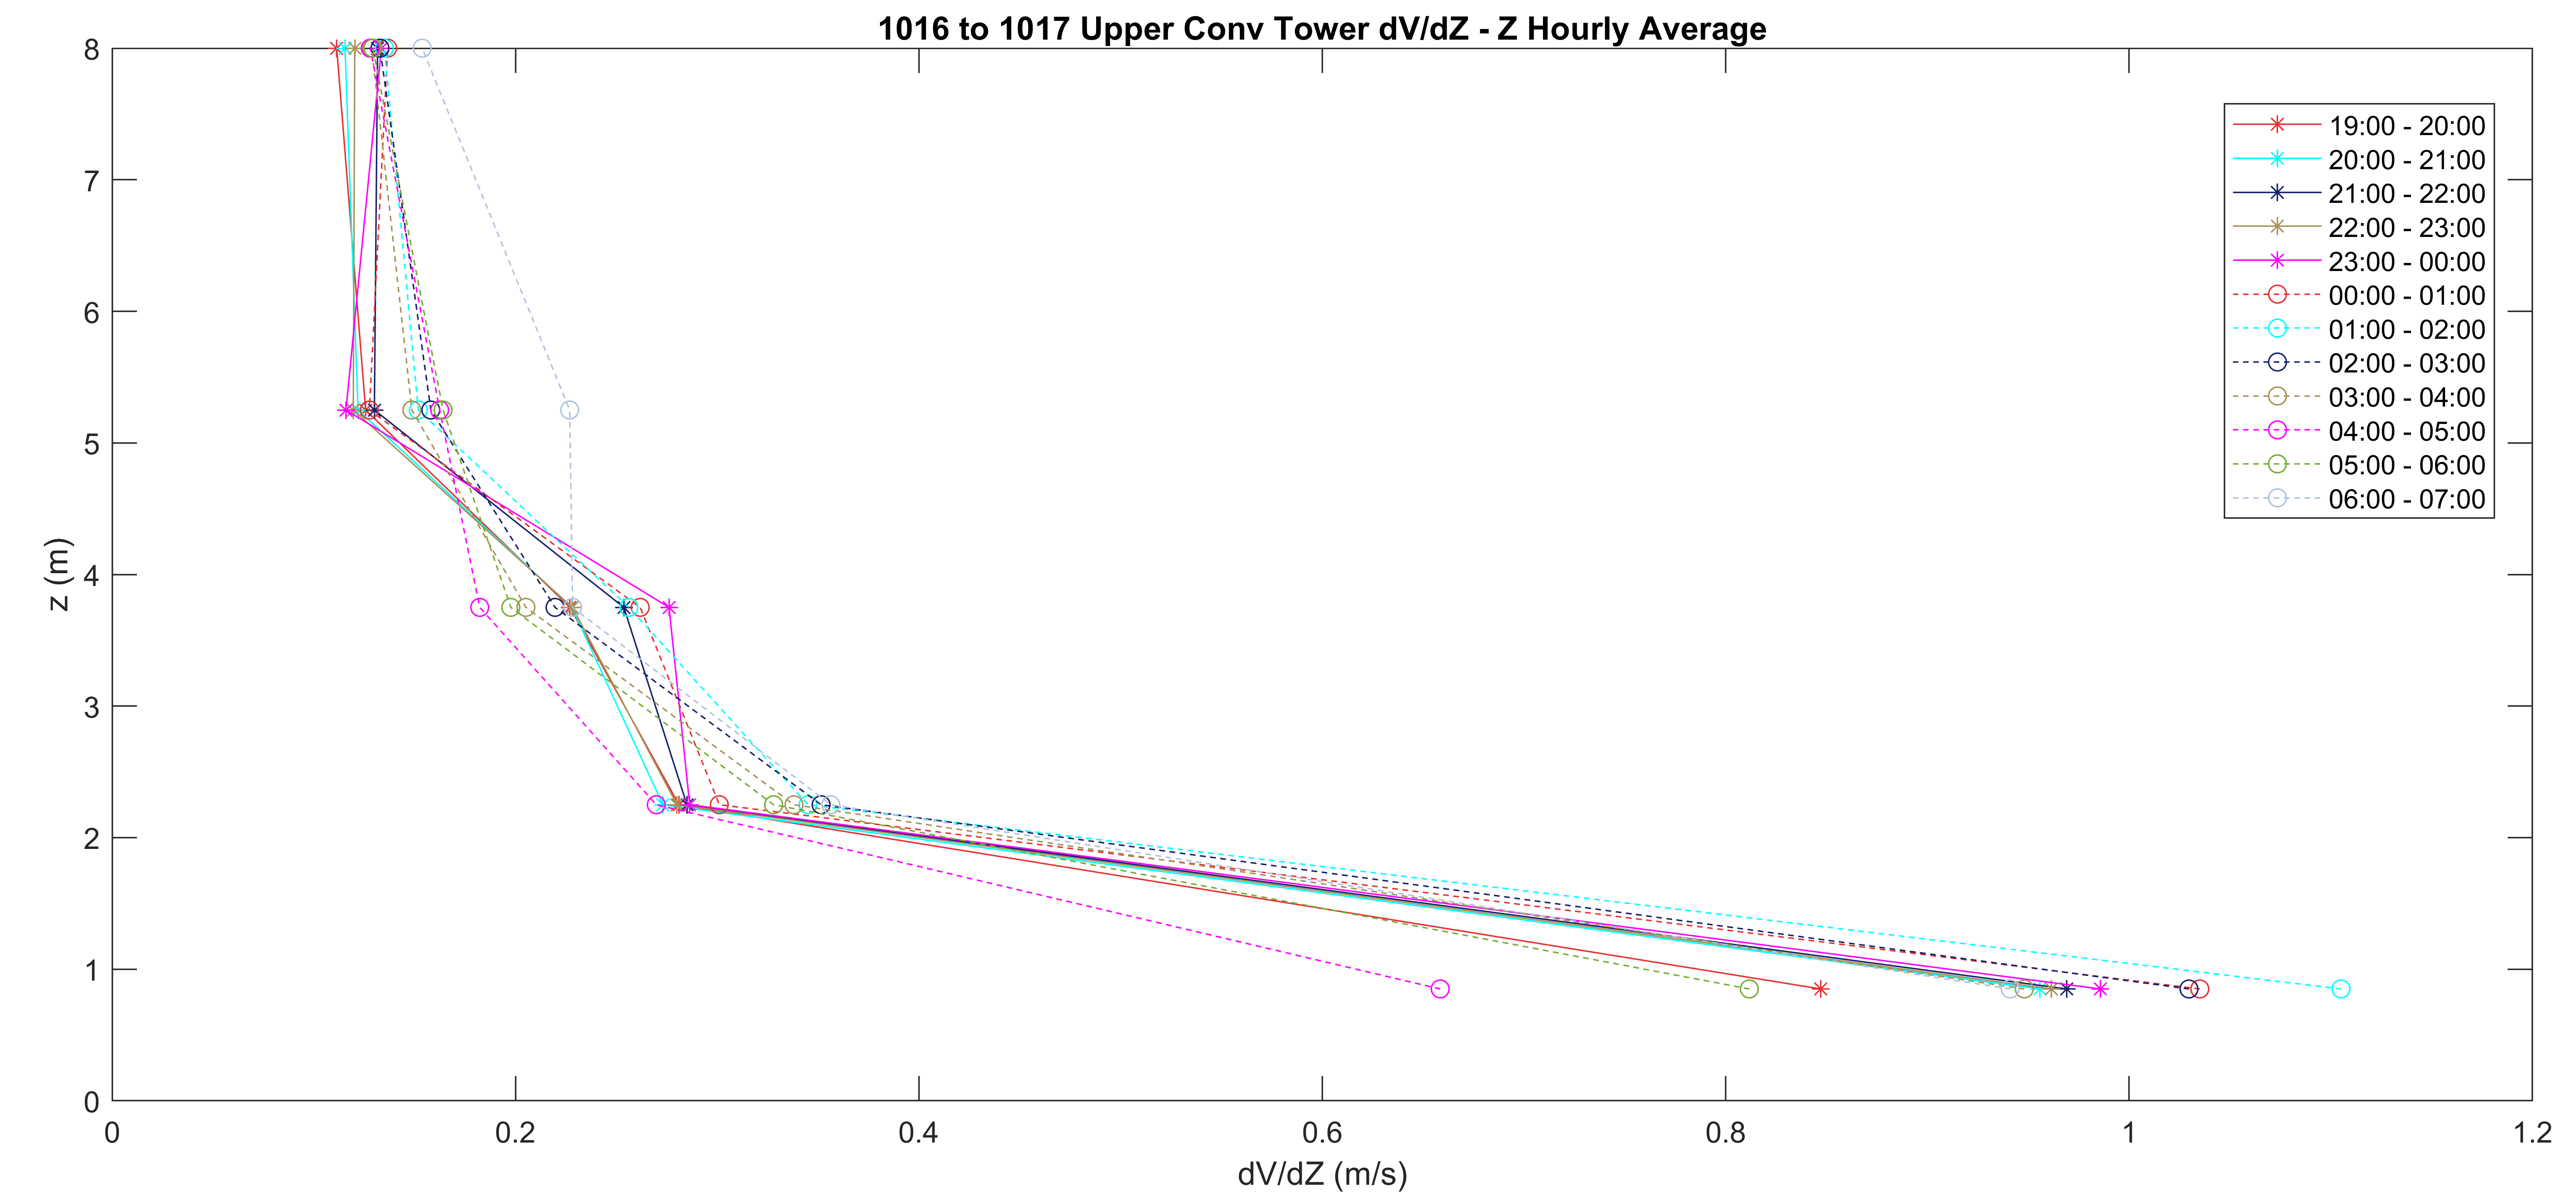 1016 to 1017 Upper Conv Tower dV/dZ - Z Hourly Average
8
7
6
5
4
3
2
1
0
z (m)
19:00 - 20:00
20:00 - 21:00
21:00 - 22:00
22:00 - 23:00
23:00 - 00:00
00:00 - 01:00
01:00 - 02:00
02:00 - 03:00
03:00 - 04:00
04:00 - 05:00
05:00 - 06:00
06:00 - 07:00
0 0.2 0.4 0.6 0.8 1 1.2
dV/dZ (m/s)